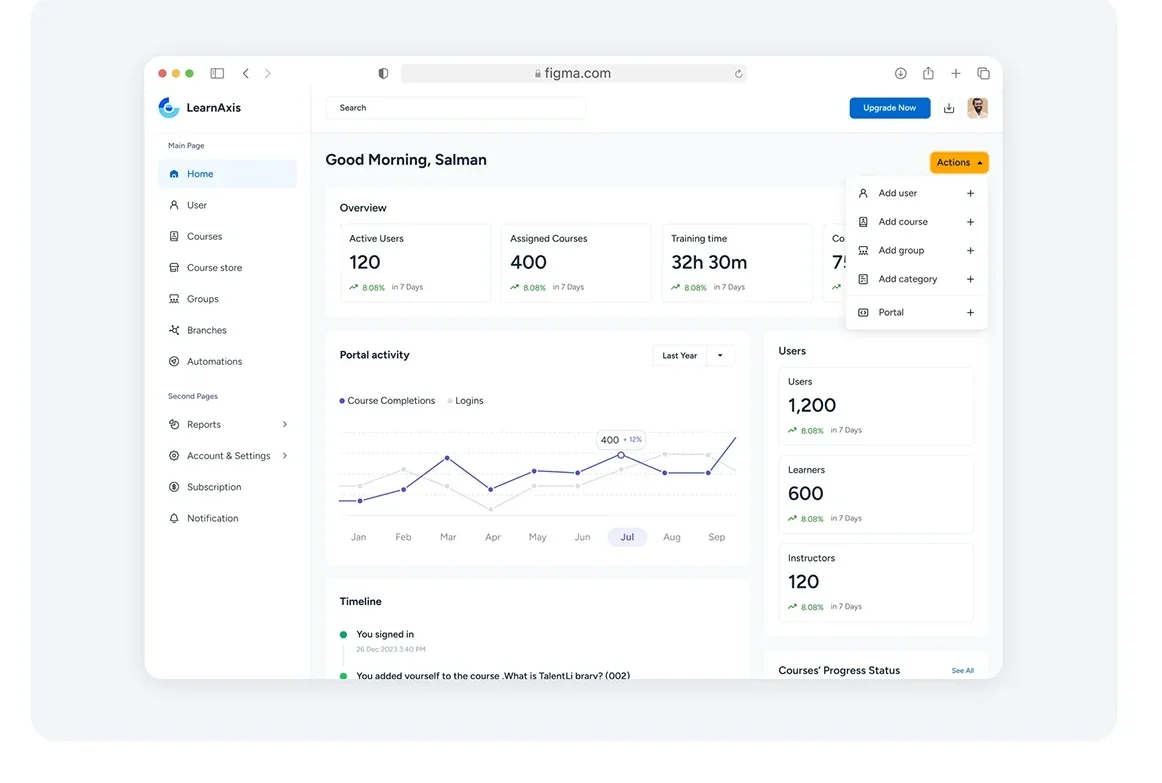 figma.com
LearnAxis
Search
Upgrade Now
Main Page
Home
User
Courses
Course store
Groups
Branches
Automations
Second Pages
Reports
Account & Settings
Subscription
Notification
Good Morning, Salman
Actions
Add user
Add course
Add group
Add category
Portal
Overview
Active Users
120
8.08% in 7 Days
Assigned Courses
400
8.08% in 7 Days
Training time
32h 30m
8.08% in 7 Days
Co
Portal activity
Last Year
Course Completions
Logins
400 + 12%
Jan Feb Mar Apr May Jun Jul Aug Sep
Users
Users
1,200
8.08% in 7 Days
Learners
600
8.08% in 7 Days
Instructors
120
8.08% in 7 Days
Timeline
You signed in
26 Dec 2023 3:40 PM
You added yourself to the course .What is TalentLi brary? (002)
Courses’ Progress Status
See All